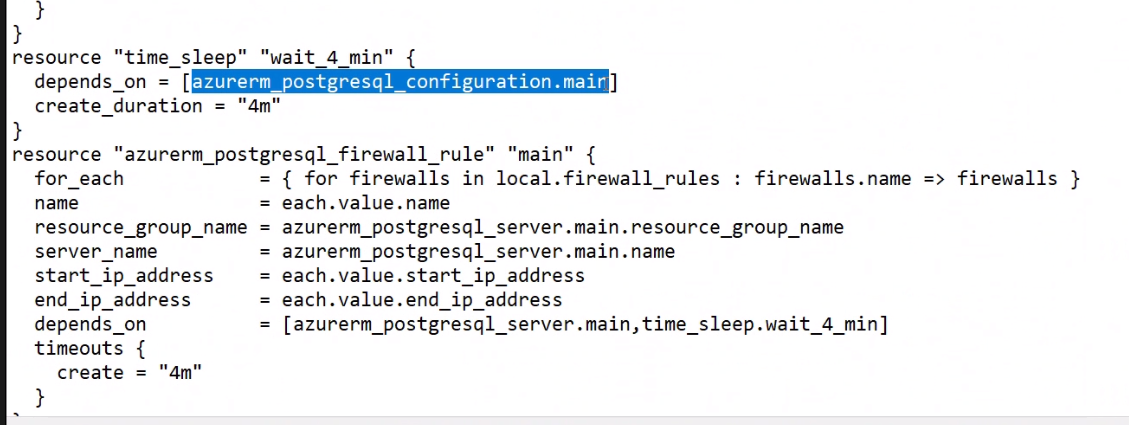 }
}
resource "time_sleep" "wait_4_min" {
depends_on = [azurerm_postgresql_configuration.main]
create_duration = "4m"
}
resource "azurerm_postgresql_firewall_rule" "main" {
for_each = { for firewalls in local.firewall_rules : firewalls.name => firewalls }
name = each.value.name
resource_group_name = azurerm_postgresql_server.main.resource_group_name
server_name = azurerm_postgresql_server.main.name
start_ip_address = each.value.start_ip_address
end_ip_address = each.value.end_ip_address
depends_on = [azurerm_postgresql_server.main,time_sleep.wait_4_min]
timeouts {
create = "4m"
}